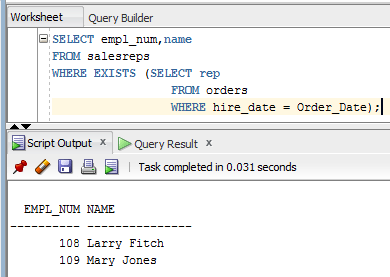 Worksheet Query Builder
SELECT empl_num,name
FROM salesreps
WHERE EXISTS (SELECT rep
FROM orders
WHERE hire_date = Order_Date);
Script Output x Query Result x
Task completed in 0.031 seconds
EMPL_NUM NAME
---------- ---------------
108 Larry Fitch
109 Mary Jones